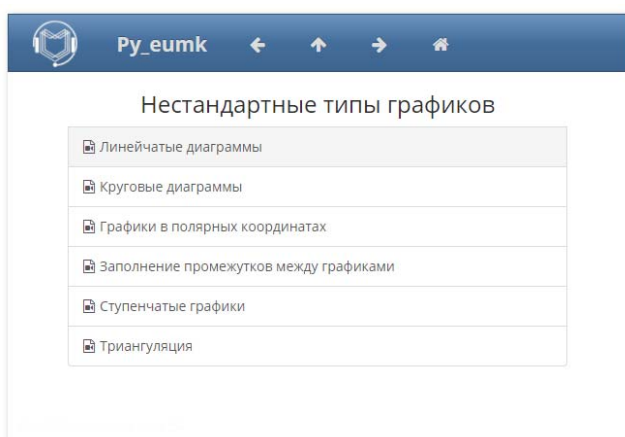 Py_eumk
Нестандартные типы графиков
Линейчатые диаграммы
Круговые диаграммы
Графики в полярных координатах
Заполнение промежутков между графиками
Ступенчатые графики
Триангуляция